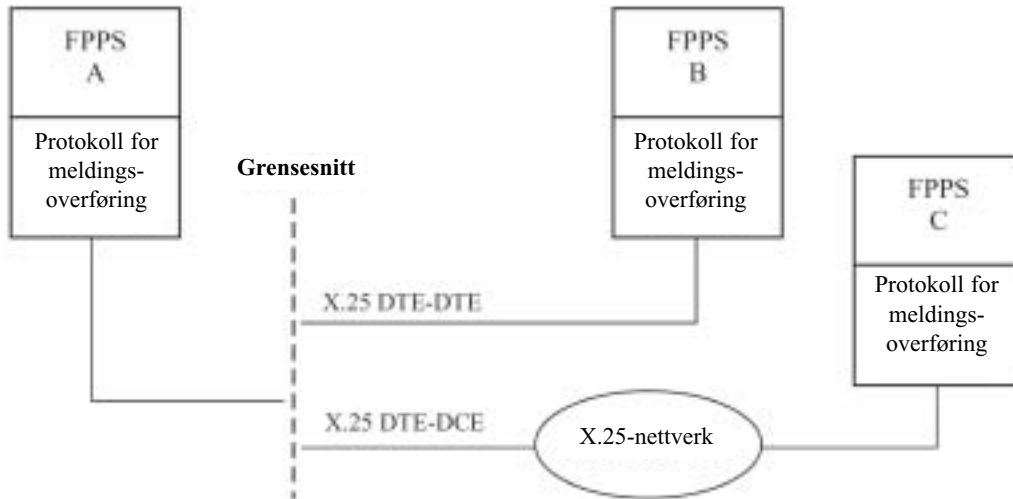 FPPS
A
Protokoll for
meldings-
overføring
Grensesnitt
FPPS
B
Protokoll for
meldings-
overføring
FPPS
C
Protokoll for
meldings-
overføring
X.25 DTE-DTE
X.25 DTE-DCE
X.25-nettverk